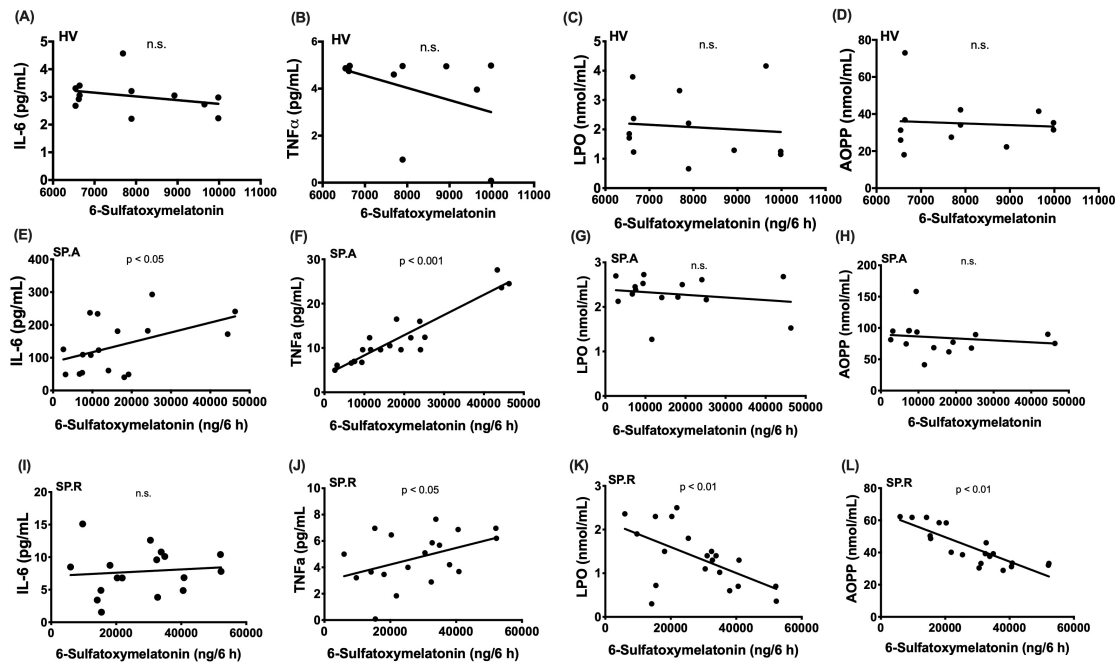 (A)
HV
n.s.
IL-6 (pg/mL)
5
4
3
2
1
0
6000 7000 8000 9000 10000 11000
6-Sulfatoxymelatonin
(B)
HV
n.s.
TNFα (pg/mL)
6
4
2
0
6000 7000 8000 9000 10000 11000
6-Sulfatoxymelatonin
(C)
HV
n.s.
LPO (nmol/mL)
5
4
3
2
1
0
6000 7000 8000 9000 10000 11000
6-Sulfatoxymelatonin (ng/6 h)
(D)
HV
n.s.
AOPP (nmol/mL)
80
60
40
20
0
6000 7000 8000 9000 10000 11000
6-Sulfatoxymelatonin
(E)
SP.A
p < 0.05
IL-6 (pg/mL)
400
300
200
100
0
0 10000 20000 30000 40000 50000
6-Sulfatoxymelatonin (ng/6 h)
(F)
SP.A
p < 0.001
TNFa (pg/mL)
30
20
10
0
0 10000 20000 30000 40000 50000
6-Sulfatoxymelatonin (ng/6 h)
(G)
SP.A
n.s.
LPO (nmol/mL)
3
2
1
0
0 10000 20000 30000 40000 50000
6-Sulfatoxymelatonin (ng/6 h)
(H)
SP.A
n.s.
AOPP (nmol/mL)
200
150
100
50
0
0 10000 20000 30000 40000 50000
6-Sulfatoxymelatonin
(I)
SP.R
n.s.
IL-6 (pg/mL)
20
15
10
5
0
0 20000 40000 60000
6-Sulfatoxymelatonin (ng/6 h)
(J)
SP.R
p < 0.05
TNFa (pg/mL
10
8
6
4
2
0
0 20000 40000 60000
6-Sulfatoxymelatonin (ng/6 h)
(K)
SP.R
p < 0.01
LPO (nmol/mL)
3
2
1
0
0 20000 40000 60000
6-Sulfatoxymelatonin (ng/6 h)
(L)
SP.R
p < 0.01
AOPP (nmol/mL)
80
60
40
20
0
0 20000 40000 60000
6-Sulfatoxymelatonin (ng/6 h)